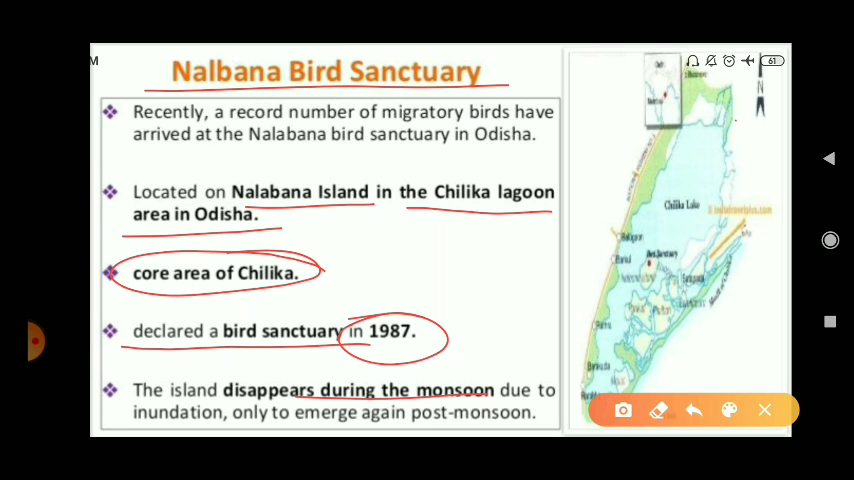 M
61
Nalbana Bird Sanctuary
❖ Recently, a record number of migratory birds have
arrived at the Nalabana bird sanctuary in Odisha.
❖ Located on Nalabana Island in the Chilika lagoon
area in Odisha.
❖ core area of Chilika.
❖ declared a bird sanctuary in 1987.
❖ The island disappears during the monsoon due to
inundation, only to emerge again post-monsoon.
N
Chilika Lake
Bird Sanctuary